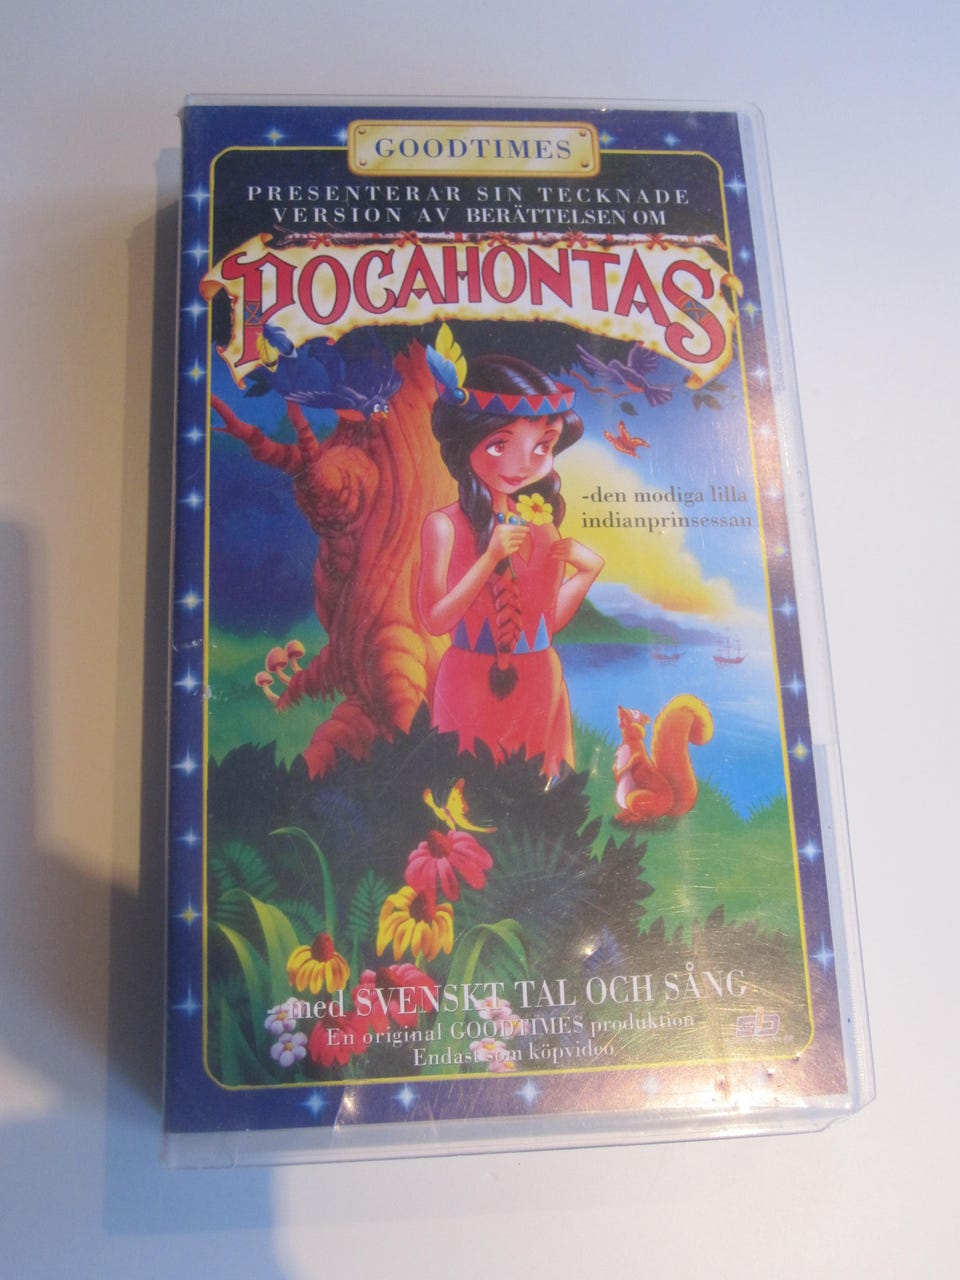 GOODTIMES
PRESENTERAR SIN TECKNADE
VERSION AV BERÄTTELSEN OM
POCAHONTAS
-den modiga lilla
indianprinsessan
- med SVENSKT TAL OCH SÅNG
En original GOODTIMES produktion
Endast som köpvideo
sb